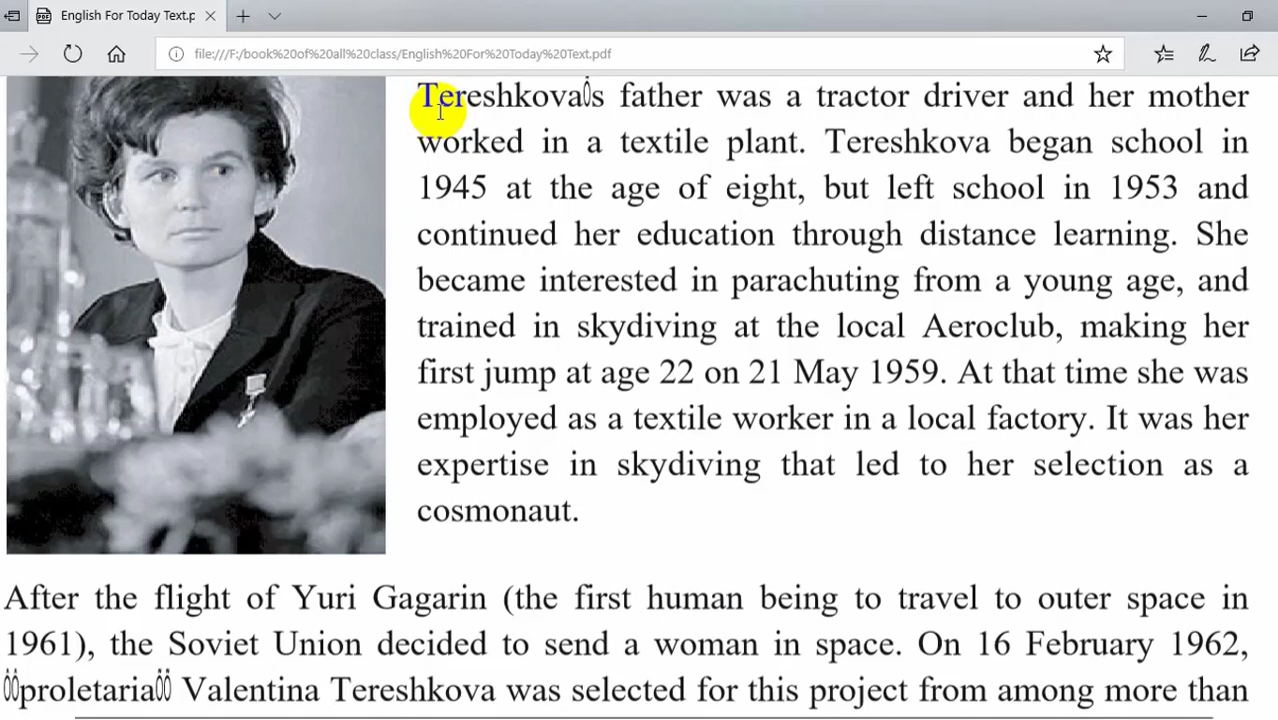 English For Today Text.p
file:///F:/book%20of%20all%20class/English%20For%20Today%20Text.pdf
Tereshkova՚s father was a tractor driver and her mother
worked in a textile plant. Tereshkova began school in
1945 at the age of eight, but left school in 1953 and
continued her education through distance learning. She
became interested in parachuting from a young age, and
trained in skydiving at the local Aeroclub, making her
first jump at age 22 on 21 May 1959. At that time she was
employed as a textile worker in a local factory. It was her
expertise in skydiving that led to her selection as a
cosmonaut.
After the flight of Yuri Gagarin (the first human being to travel to outer space in
1961), the Soviet Union decided to send a woman in space. On 16 February 1962,
ÖÖproletariaÖÖ Valentina Tereshkova was selected for this project from among more than